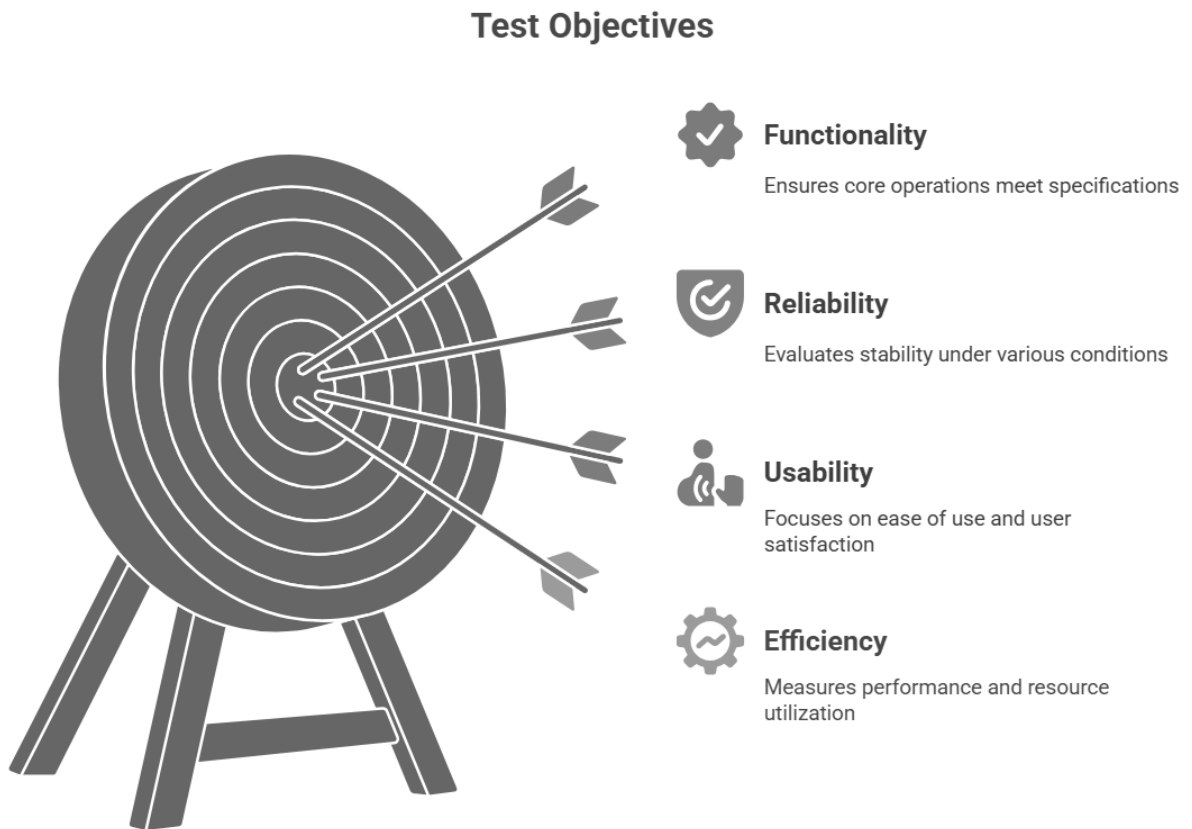 Test Objectives
Functionality
Ensures core operations meet specifications
Reliability
Evaluates stability under various conditions
Usability
Focuses on ease of use and user
satisfaction
Efficiency
Measures performance and resource
utilization